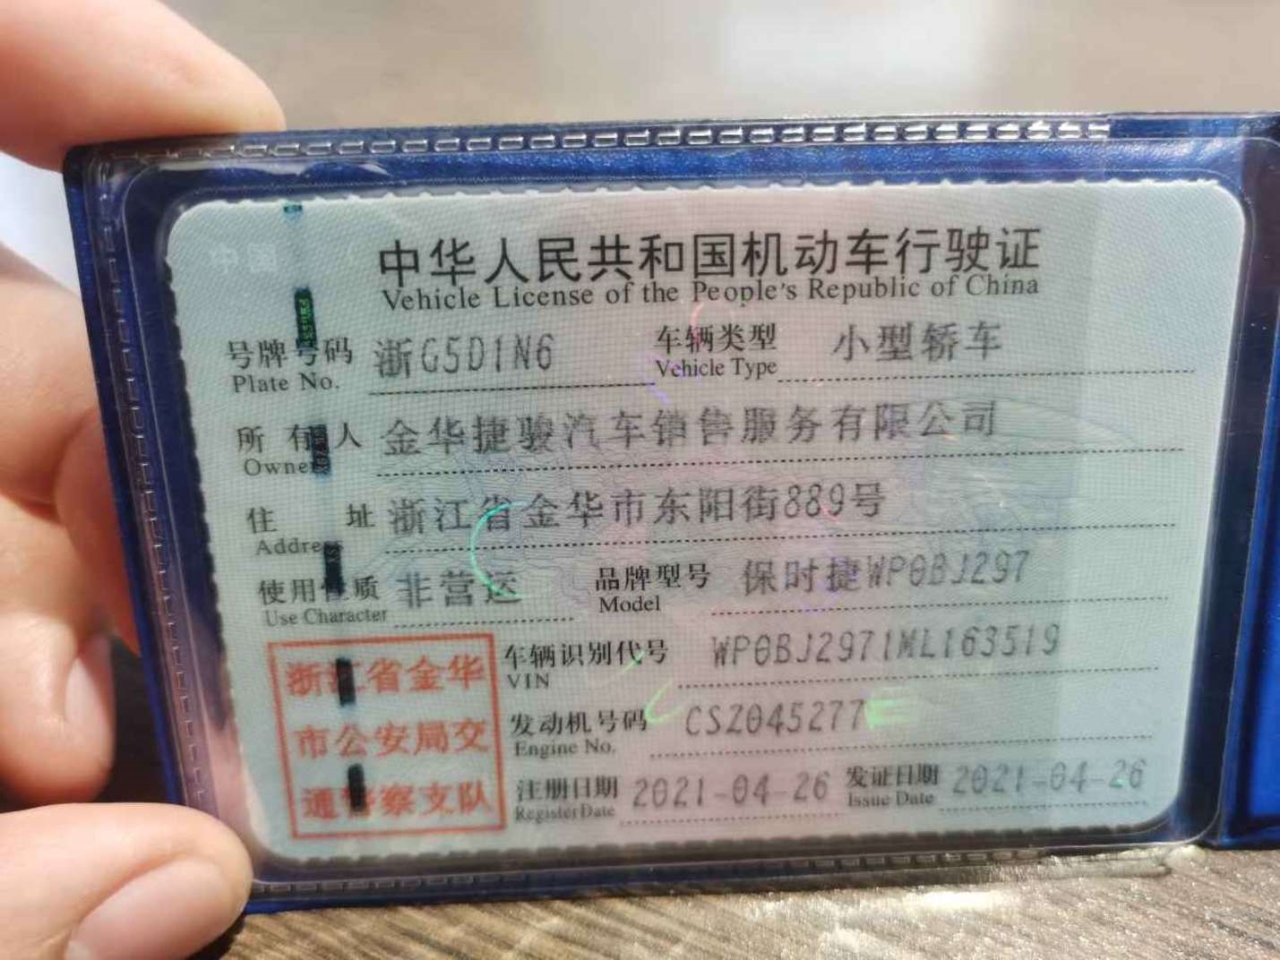 中华人民共和国机动车行驶证
Vehicle License of the People's Republic of China
号牌号码 浙G5D1N6 车辆类型 小型轿车
Plate No. Vehicle Type
所有人 金华捷骏汽车销售服务有限公司
Owner
住址 浙江省金华市东阳街889号
Address
使用性质 非营运 品牌型号 保时捷WP0BJ297
Use Character Model
浙江省金华
市公安局交
通警察支队
车辆识别代号 WP0BJ2971ML163519
VIN
发动机号码 CSZ045277
Engine No.
注册日期 2021-04-26 发证日期 2021-04-26
Register Date Issue Date